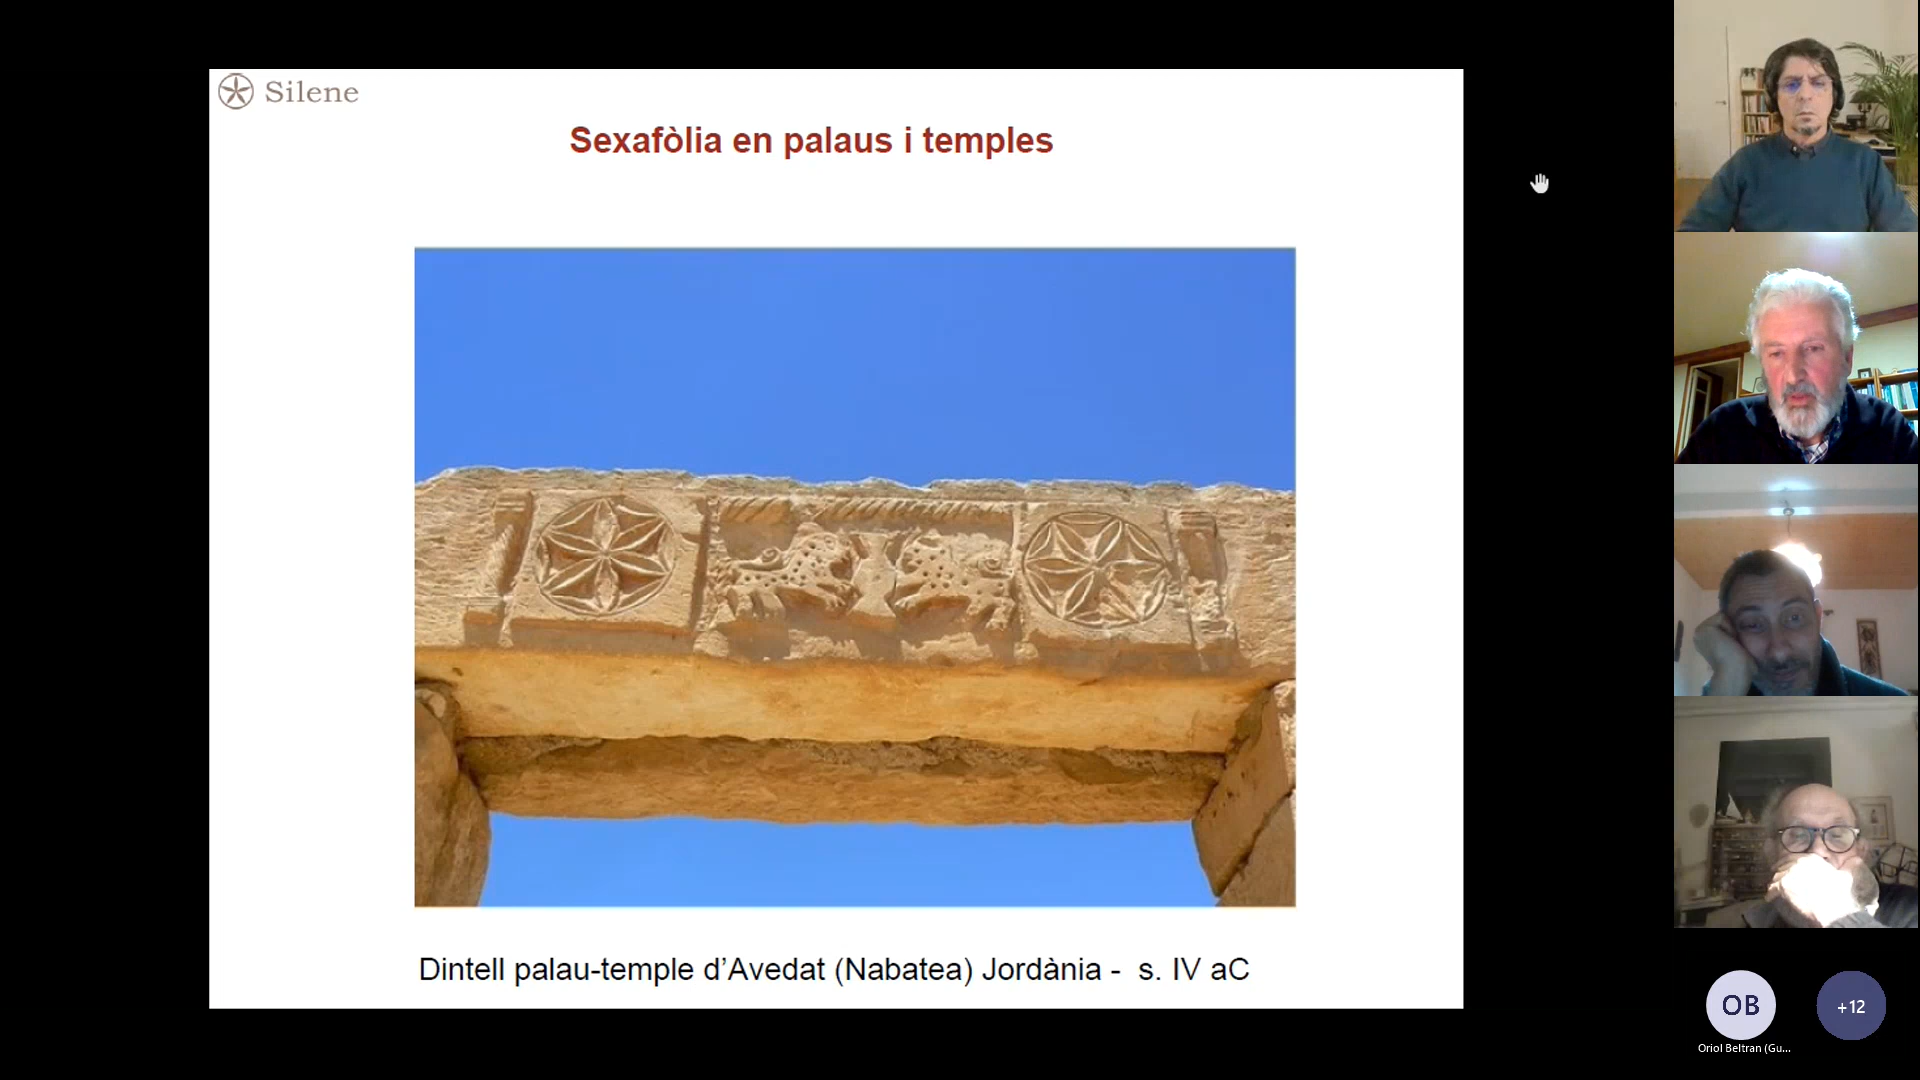 Silene
Sexafòlia en palaus i temples
Dintell palau-temple d’Avedat (Nabatea) Jordània - s. IV aC
OB
+12
Oriol Beltran (Gu...